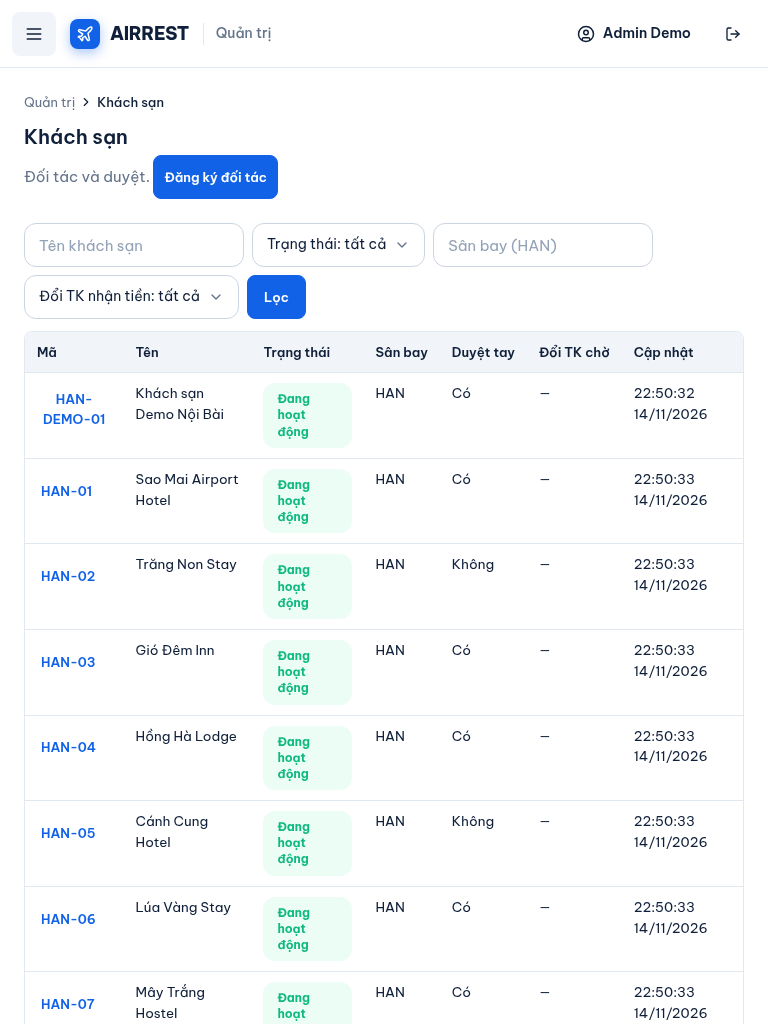 AIRREST
Quản trị
Admin Demo
Quản trị > Khách sạn
Khách sạn
Đối tác và duyệt. Đăng ký đối tác
Tên khách sạn
Trạng thái: tất cả
Sân bay (HAN)
Đổi TK nhận tiền: tất cả
Lọc
Mã Tên Trạng thái Sân bay Duyệt tay Đổi TK chờ Cập nhật
HAN-DEMO-01 Khách sạn Demo Nội Bài Đang hoạt động HAN Có — 22:50:32 14/11/2026
HAN-01 Sao Mai Airport Hotel Đang hoạt động HAN Có — 22:50:33 14/11/2026
HAN-02 Trăng Non Stay Đang hoạt động HAN Không — 22:50:33 14/11/2026
HAN-03 Gió Đêm Inn Đang hoạt động HAN Có — 22:50:33 14/11/2026
HAN-04 Hồng Hà Lodge Đang hoạt động HAN Có — 22:50:33 14/11/2026
HAN-05 Cánh Cung Hotel Đang hoạt động HAN Không — 22:50:33 14/11/2026
HAN-06 Lúa Vàng Stay Đang hoạt động HAN Có — 22:50:33 14/11/2026
HAN-07 Mây Trắng Hostel Đang hoạt HAN Có — 22:50:33 14/11/2026